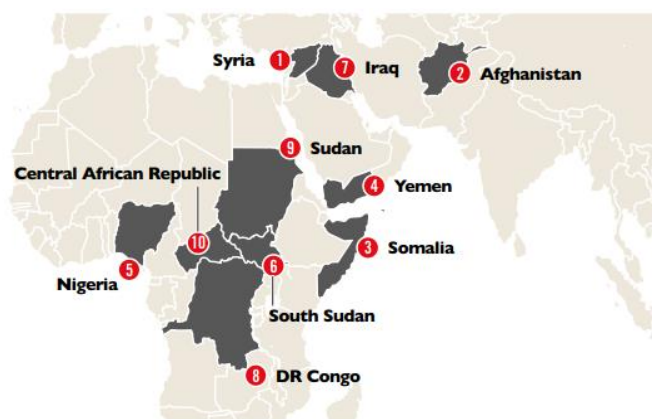 Syria 1
7 Iraq
2 Afghanistan
9 Sudan
Central African Republic
4 Yemen
10
3 Somalia
5
Nigeria
6
South Sudan
8 DR Congo